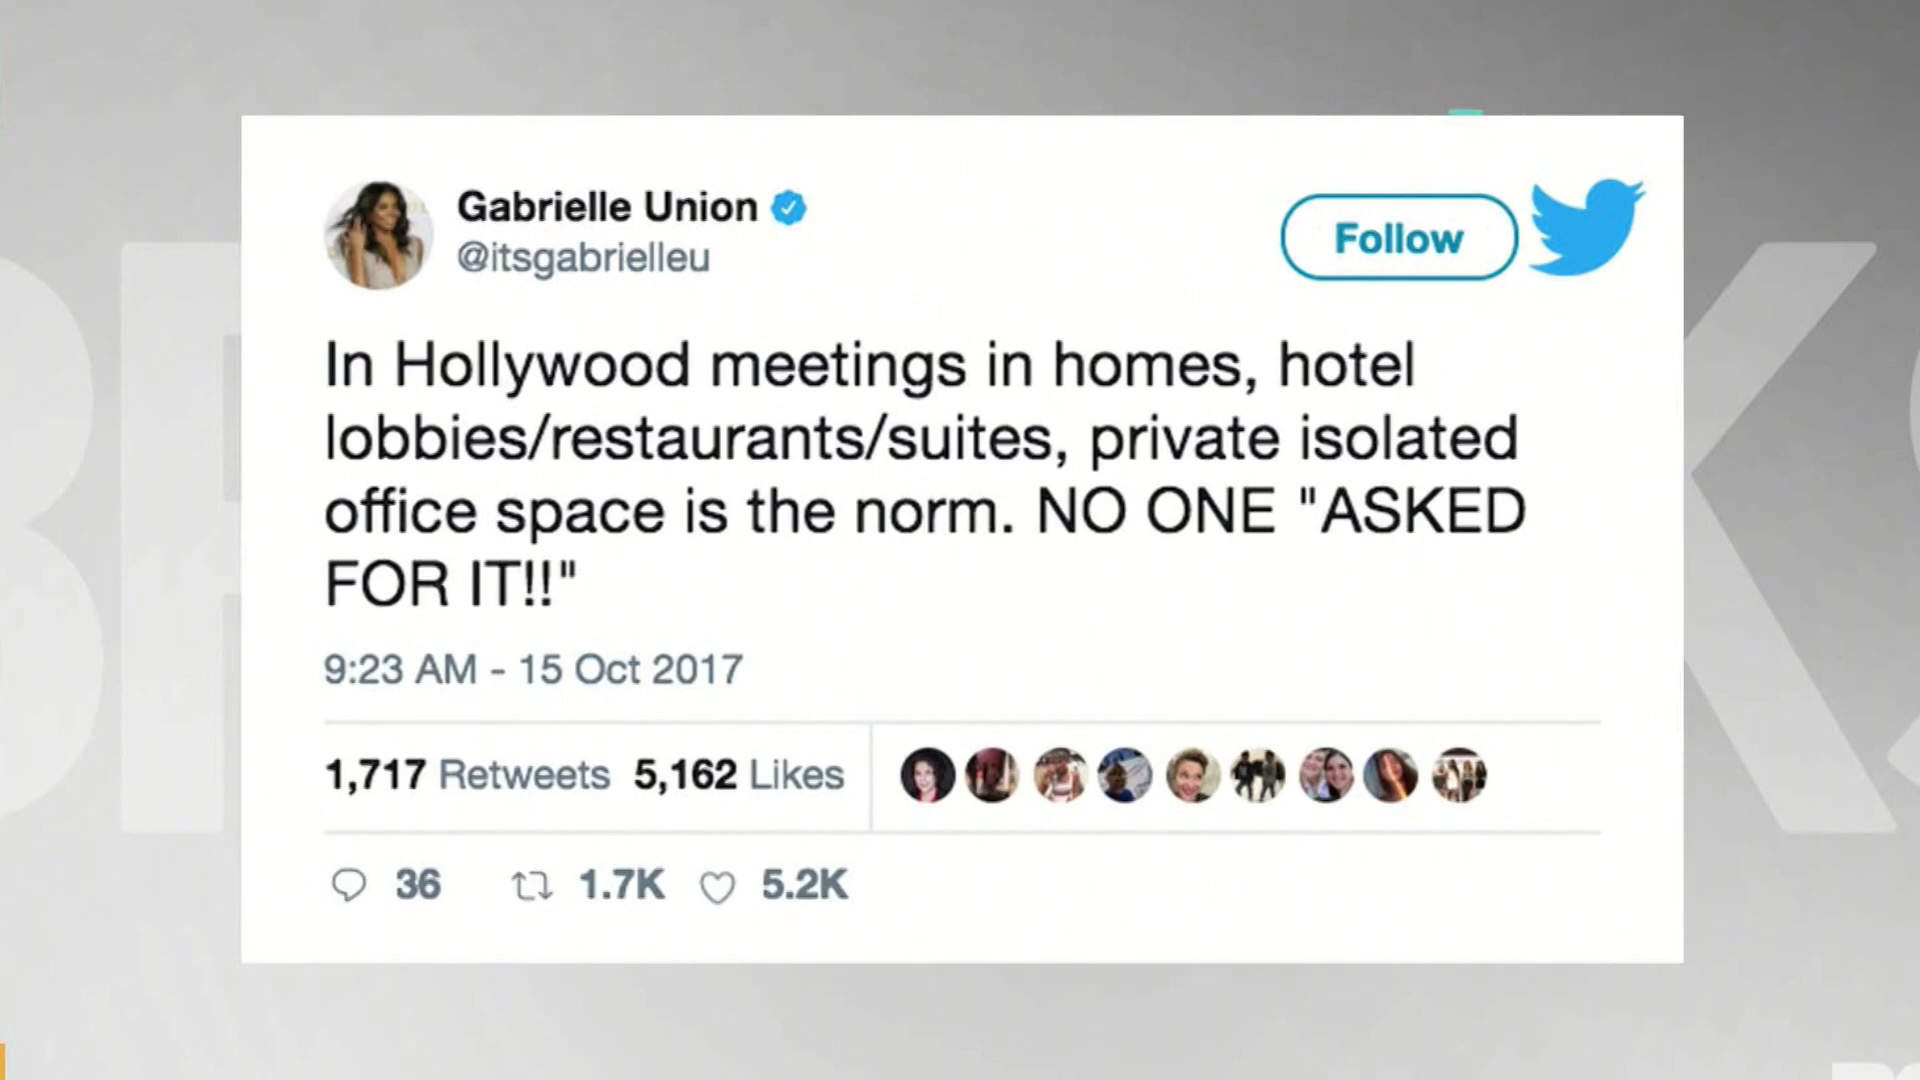 Gabrielle Union
@itsgabrielleu
Follow
In Hollywood meetings in homes, hotel
lobbies/restaurants/suites, private isolated
office space is the norm. NO ONE "ASKED
FOR IT!!"
9:23 AM - 15 Oct 2017
1,717 Retweets 5,162 Likes
36 1.7K 5.2K